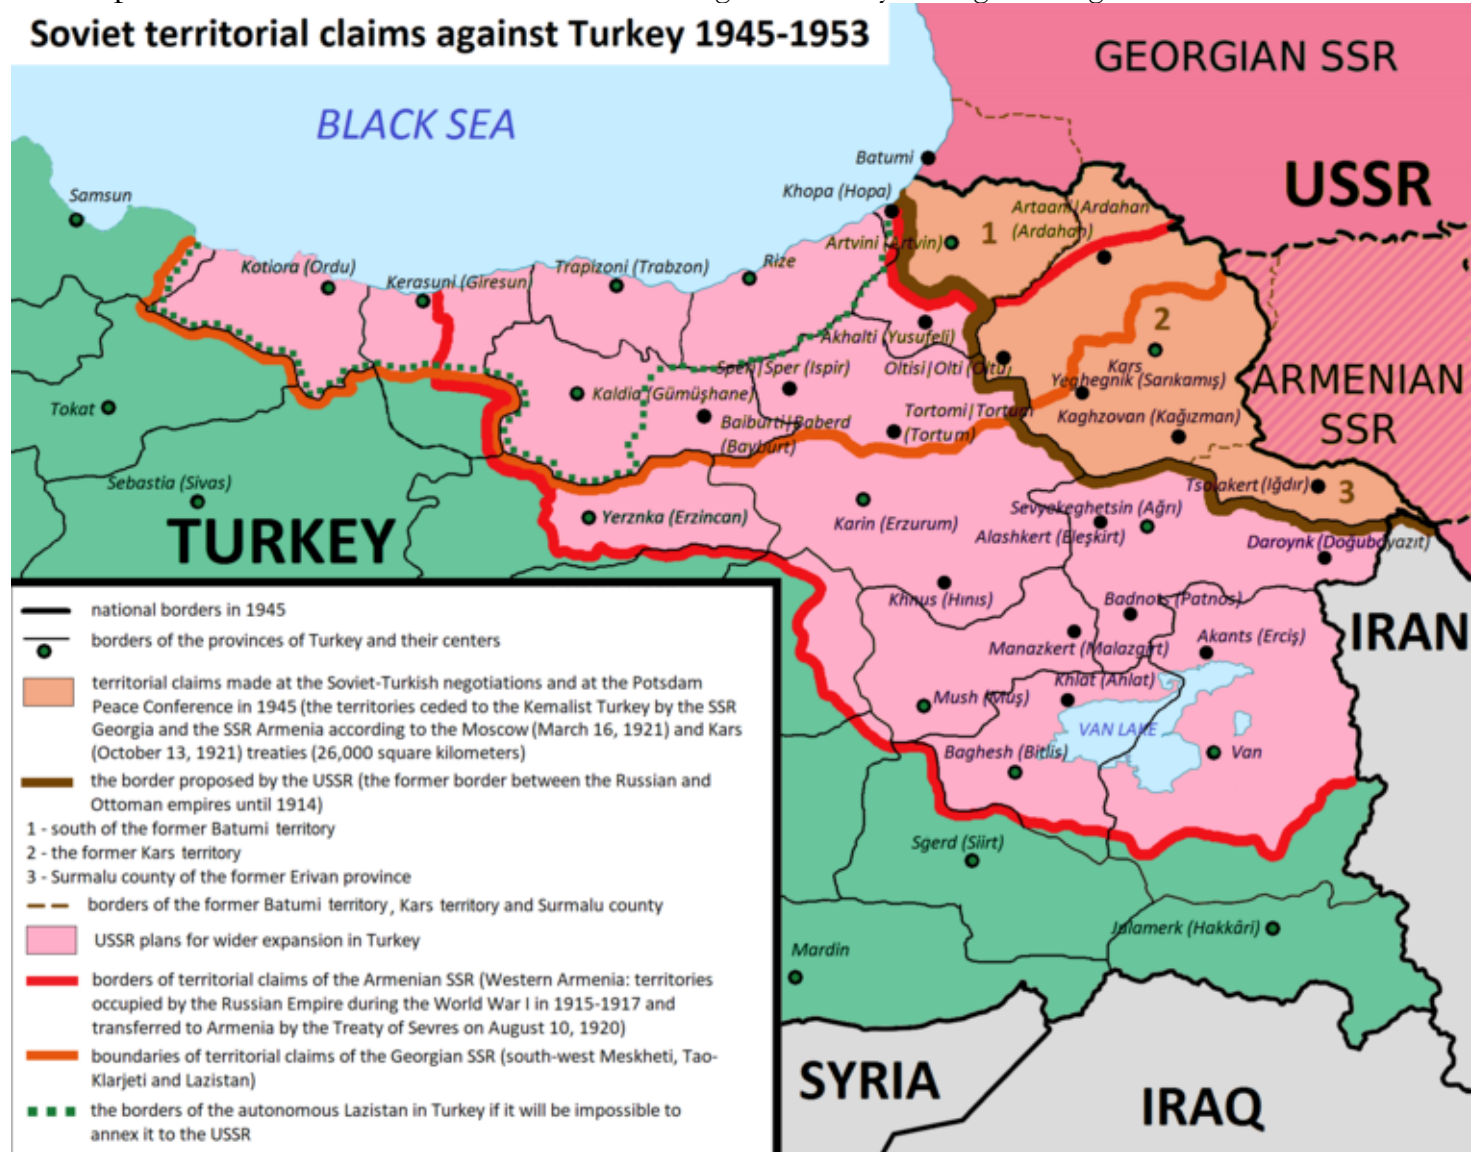 Soviet territorial claims against Turkey 1945-1953
GEORGIAN SSR
BLACK SEA
Batumi
USSR
Khopa (Hopa)
Samsun
Artaani|Ardahan
(Ardahan)
1
Artvini (Artvin)
Kotiora (Ordu)
Trapizoni (Trabzon)
Rize
Kerasuni (Giresun)
2
Akhalti (Yusufeli)
Speri|Sper (Ispir)
Oltisi|Olti (Oltu)
Kars
Yeghegnik (Sarıkamış)
ARMENIAN
SSR
Kaldia (Gümüşhane)
Tokat
Baiburti|Baberd
(Bayburt)
Tortomi|Tortum
(Tortum)
Kaghzovan (Kağızman)
Sebastia (Sivas)
Tsolakert (Iğdır)
3
TURKEY
Yerznka (Erzincan)
Karin (Erzurum)
Sevyekeghetsin (Ağrı)
Alashkert (Eleşkirt)
Daroynk (Doğubayazıt)
Khnus (Hınıs)
Badnots (Patnos)
IRAN
Manazkert (Malazgirt)
Akants (Erciş)
Khlat (Ahlat)
Mush (Muş)
VAN LAKE
Baghesh (Bitlis)
Van
Sgerd (Siirt)
Julamerk (Hakkâri)
Mardin
SYRIA
IRAQ
national borders in 1945
borders of the provinces of Turkey and their centers
territorial claims made at the Soviet-Turkish negotiations and at the Potsdam
Peace Conference in 1945 (the territories ceded to the Kemalist Turkey by the SSR
Georgia and the SSR Armenia according to the Moscow (March 16, 1921) and Kars
(October 13, 1921) treaties (26,000 square kilometers)
the border proposed by the USSR (the former border between the Russian and
Ottoman empires until 1914)
1 - south of the former Batumi territory
2 - the former Kars territory
3 - Surmalu county of the former Erivan province
borders of the former Batumi territory, Kars territory and Surmalu county
USSR plans for wider expansion in Turkey
borders of territorial claims of the Armenian SSR (Western Armenia: territories
occupied by the Russian Empire during the World War I in 1915-1917 and
transferred to Armenia by the Treaty of Sevres on August 10, 1920)
boundaries of territorial claims of the Georgian SSR (south-west Meskheti, Tao-
Klarjeti and Lazistan)
the borders of the autonomous Lazistan in Turkey if it will be impossible to
annex it to the USSR